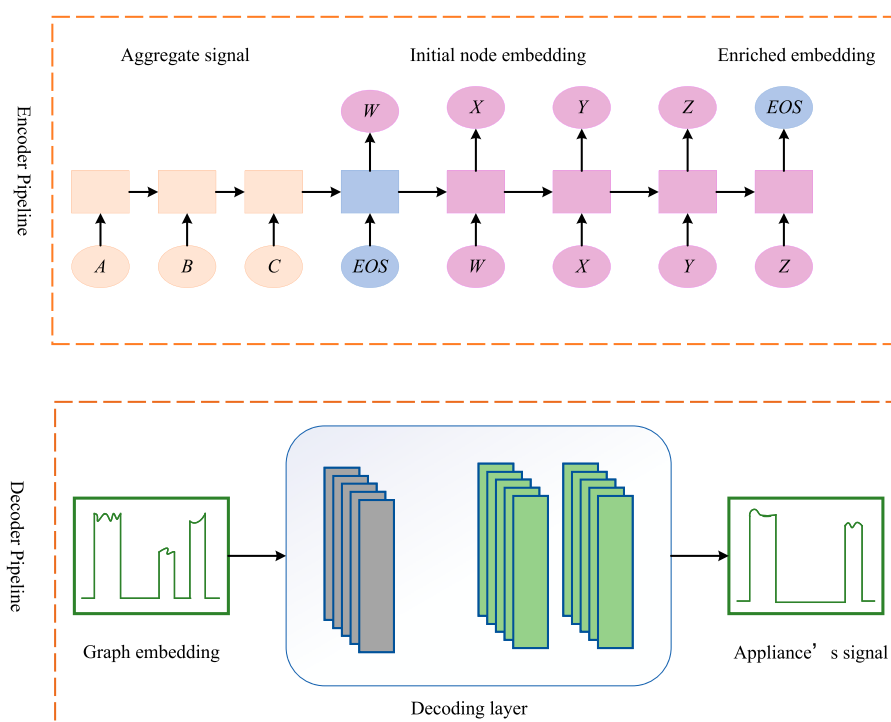 Encoder Pipeline
Aggregate signal
Initial node embedding
Enriched embedding
W
X
Y
Z
EOS
A
B
C
EOS
W
X
Y
Z
Decoder Pipeline
Graph embedding
Decoding layer
Appliance’s signal